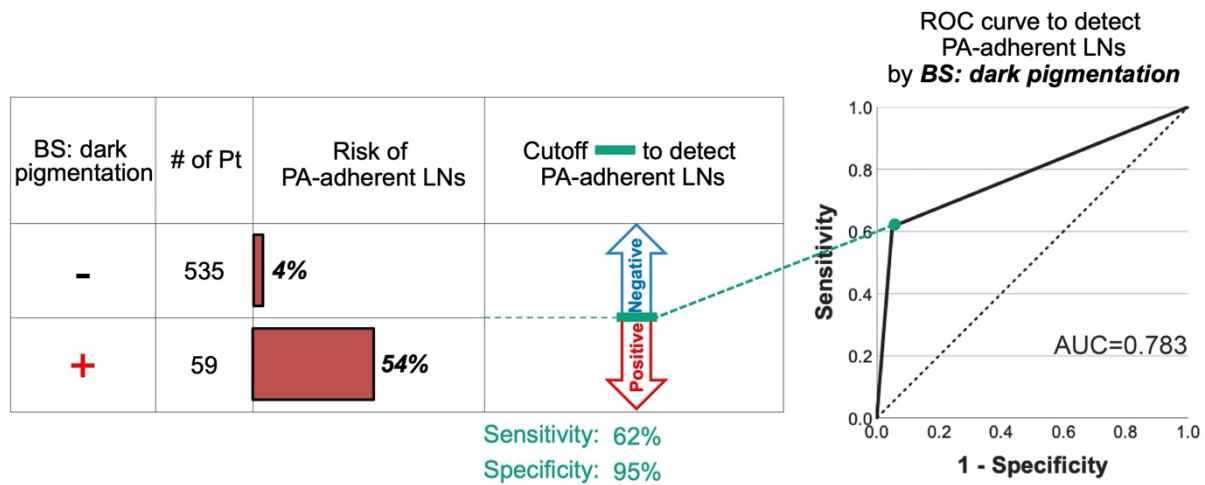 ROC curve to detect
PA-adherent LNs
by BS: dark pigmentation
BS: dark
pigmentation
# of Pt
Risk of
PA-adherent LNs
Cutoff to detect
PA-adherent LNs
-
535
4%
Negative
+
59
54%
Positive
Sensitivity: 62%
Specificity: 95%
Sensitivity
1.0
0.8
0.6
0.4
0.2
0.0
AUC=0.783
0.0 0.2 0.4 0.6 0.8 1.0
1 - Specificity